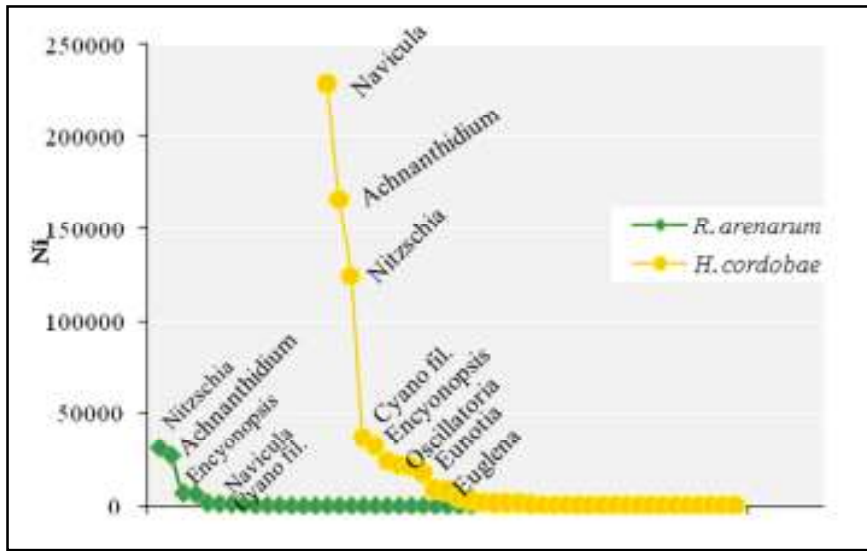 250000
200000
150000
100000
50000
0
Ni
Navicula
Achnanthidium
Nitzschia
Cyano fil.
Encyonopsis
Oscillatoria
Eunotia
Euglena
Nitzschia
Achnanthidium
Encyonopsis
Navicula
Cyano fil.
R. arenarum
H. cordobae